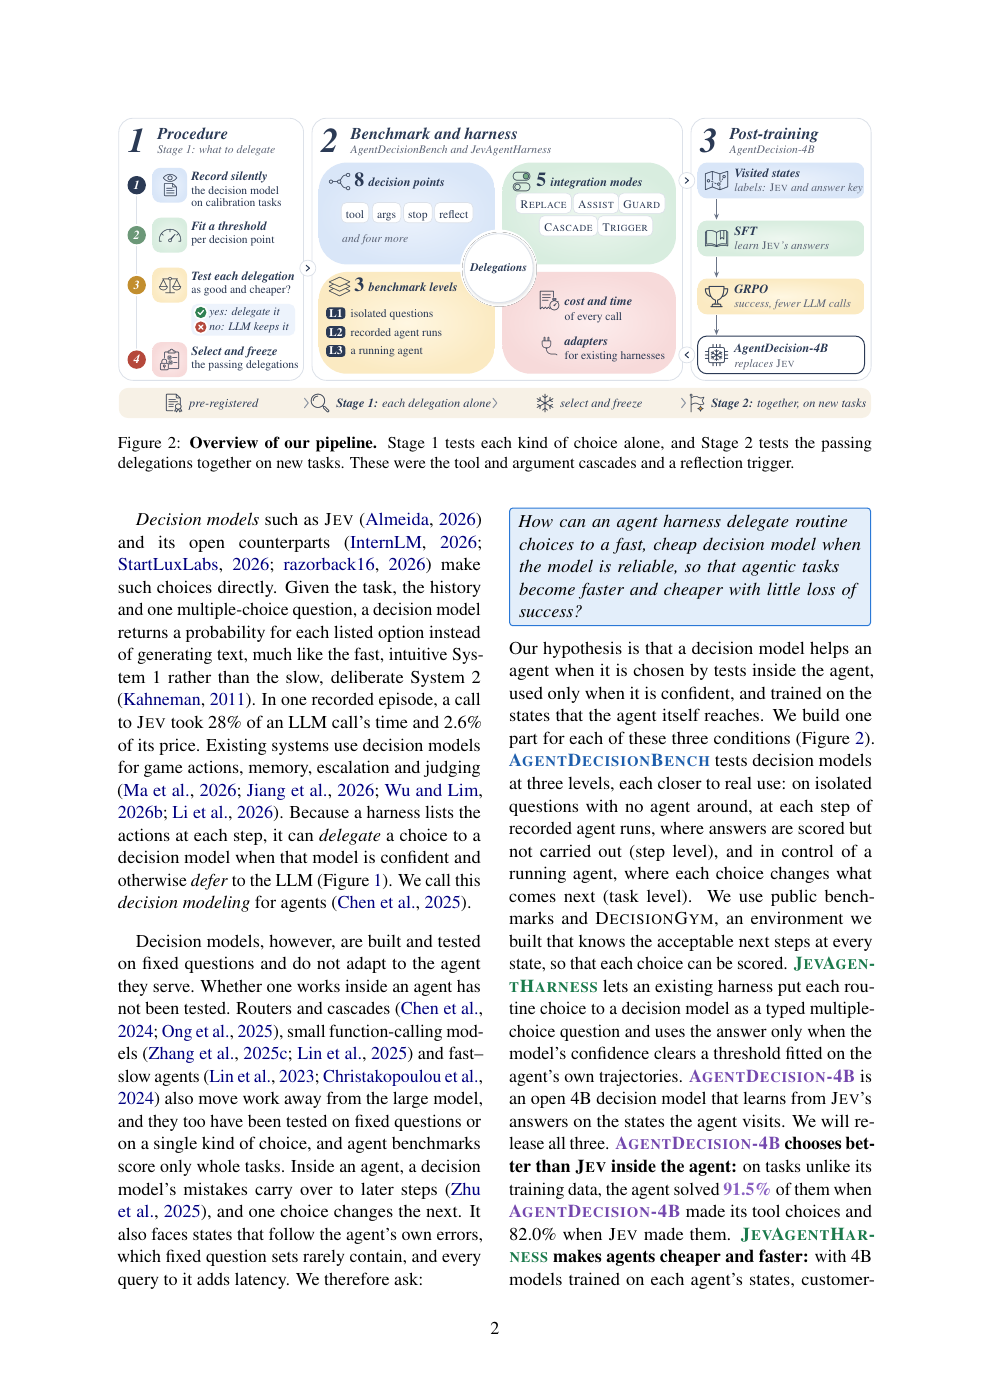 1 Procedure
Stage 1: what to delegate
1 Record silently
the decision model
on calibration tasks
2 Fit a threshold
per decision point
3 Test each delegation
as good and cheaper?
yes: delegate it
no: LLM keeps it
4 Select and freeze
the passing delegations
2 Benchmark and harness
AgentDecisionBench and JevAgentHarness
8 decision points
tool args stop reflect
and four more
5 integration modes
REPLACE ASSIST GUARD
CASCADE TRIGGER
Delegations
3 benchmark levels
L1 isolated questions
L2 recorded agent runs
L3 a running agent
cost and time
of every call
adapters
for existing harnesses
3 Post-training
AgentDecision-4B
Visited states
labels: JEV and answer key
SFT
learn JEV's answers
GRPO
success, fewer LLM calls
AgentDecision-4B
replaces JEV
pre-registered
Stage 1: each delegation alone
select and freeze
Stage 2: together, on new tasks
Figure 2: Overview of our pipeline. Stage 1 tests each kind of choice alone, and Stage 2 tests the passing
delegations together on new tasks. These were the tool and argument cascades and a reflection trigger.
Decision models such as JEV (Almeida, 2026)
and its open counterparts (InternLM, 2026;
StartLuxLabs, 2026; razorback16, 2026) make
such choices directly. Given the task, the history
and one multiple-choice question, a decision model
returns a probability for each listed option instead
of generating text, much like the fast, intuitive Sys-
tem 1 rather than the slow, deliberate System 2
(Kahneman, 2011). In one recorded episode, a call
to JEV took 28% of an LLM call's time and 2.6%
of its price. Existing systems use decision models
for game actions, memory, escalation and judging
(Ma et al., 2026; Jiang et al., 2026; Wu and Lim,
2026b; Li et al., 2026). Because a harness lists the
actions at each step, it can delegate a choice to a
decision model when that model is confident and
otherwise defer to the LLM (Figure 1). We call this
decision modeling for agents (Chen et al., 2025).
Decision models, however, are built and tested
on fixed questions and do not adapt to the agent
they serve. Whether one works inside an agent has
not been tested. Routers and cascades (Chen et al.,
2024; Ong et al., 2025), small function-calling mod-
els (Zhang et al., 2025c; Lin et al., 2025) and fast–
slow agents (Lin et al., 2023; Christakopoulou et al.,
2024) also move work away from the large model,
and they too have been tested on fixed questions or
on a single kind of choice, and agent benchmarks
score only whole tasks. Inside an agent, a decision
model's mistakes carry over to later steps (Zhu
et al., 2025), and one choice changes the next. It
also faces states that follow the agent's own errors,
which fixed question sets rarely contain, and every
query to it adds latency. We therefore ask:
How can an agent harness delegate routine
choices to a fast, cheap decision model when
the model is reliable, so that agentic tasks
become faster and cheaper with little loss of
success?
Our hypothesis is that a decision model helps an
agent when it is chosen by tests inside the agent,
used only when it is confident, and trained on the
states that the agent itself reaches. We build one
part for each of these three conditions (Figure 2).
AGENTDECISIONBENCH tests decision models
at three levels, each closer to real use: on isolated
questions with no agent around, at each step of
recorded agent runs, where answers are scored but
not carried out (step level), and in control of a
running agent, where each choice changes what
comes next (task level). We use public bench-
marks and DECISIONGYM, an environment we
built that knows the acceptable next steps at every
state, so that each choice can be scored. JEVAGEN-
THARNESS lets an existing harness put each rou-
tine choice to a decision model as a typed multiple-
choice question and uses the answer only when the
model's confidence clears a threshold fitted on the
agent's own trajectories. AGENTDECISION-4B is
an open 4B decision model that learns from JEV's
answers on the states the agent visits. We will re-
lease all three. AGENTDECISION-4B chooses bet-
ter than JEV inside the agent: on tasks unlike its
training data, the agent solved 91.5% of them when
AGENTDECISION-4B made its tool choices and
82.0% when JEV made them. JEVAGENTHAR-
NESS makes agents cheaper and faster: with 4B
models trained on each agent's states, customer-
2